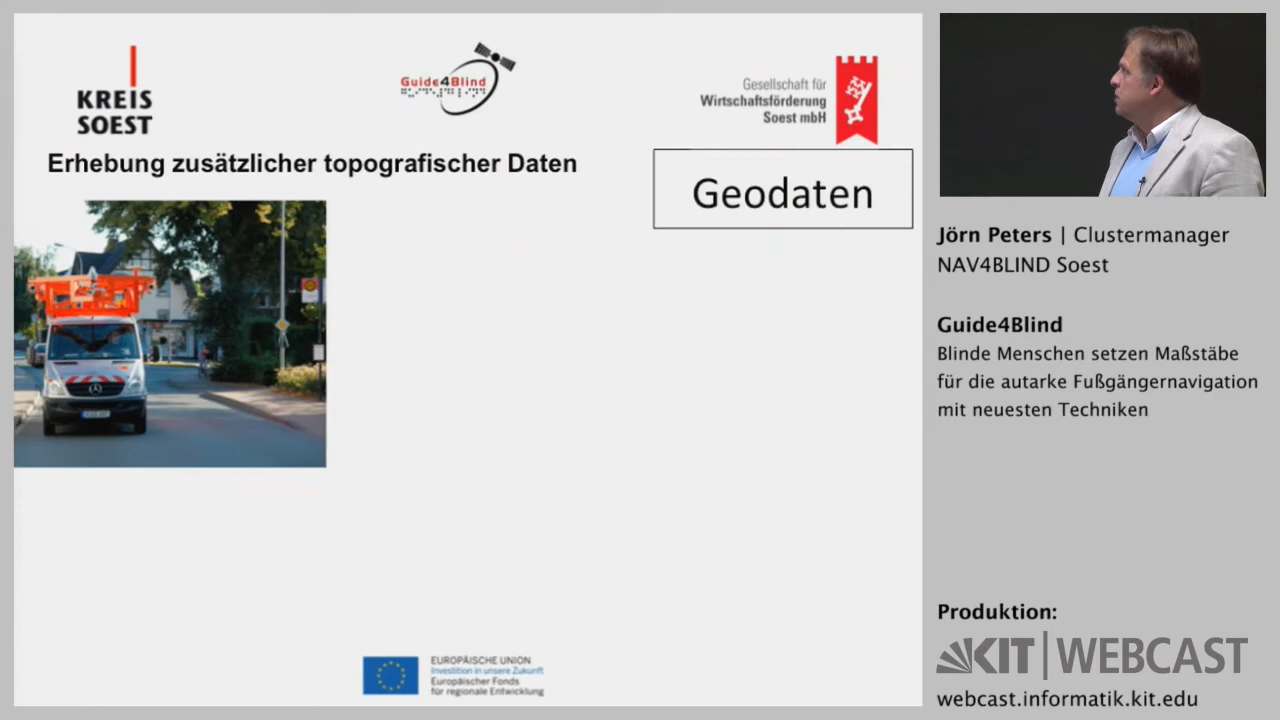 KREIS
SOEST
Guide4Blind
Gesellschaft für
Wirtschaftsförderung
Soest mbH
Erhebung zusätzlicher topografischer Daten
Geodaten
EUROPÄISCHE UNION
Investition in unsere Zukunft
Europäischer Fonds
für regionale Entwicklung
Jörn Peters | Clustermanager
NAV4BLIND Soest
Guide4Blind
Blinde Menschen setzen Maßstäbe
für die autarke Fußgängernavigation
mit neuesten Techniken
Produktion:
KIT | WEBCAST
webcast.informatik.kit.edu